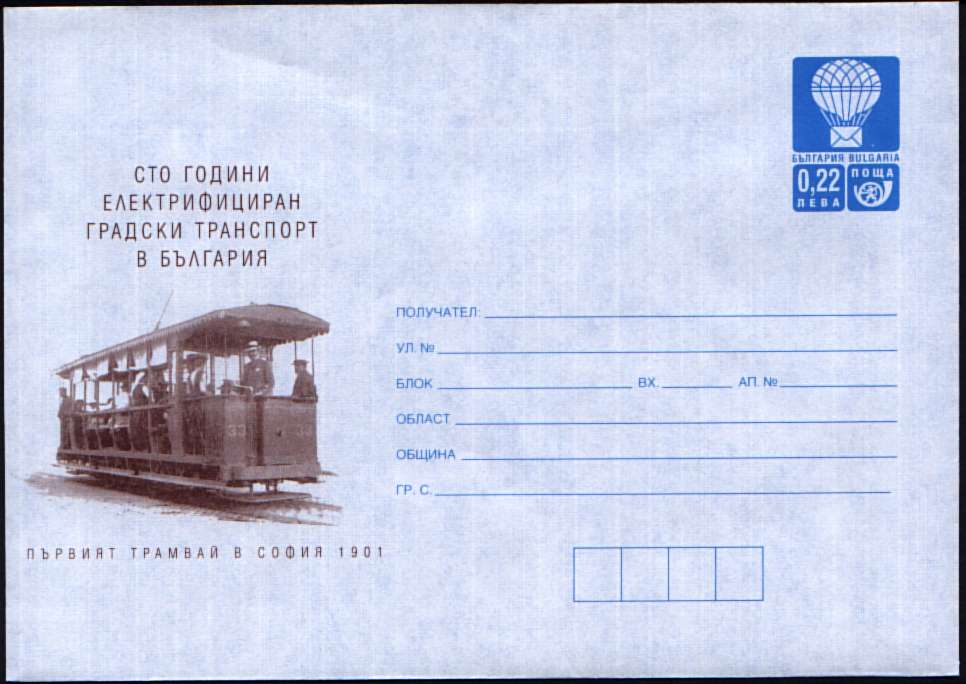 СТО ГОДИНИ
ЕЛЕКТРИФИЦИРАН
ГРАДСКИ ТРАНСПОРТ
В БЪЛГАРИЯ
33
ПЪРВИЯТ ТРАМВАЙ В СОФИЯ 1901
БЪЛГАРИЯ BULGARIA
0,22
ЛЕВА
ПОЩА
ПОЛУЧАТЕЛ:
УЛ. №
БЛОК ВХ. АП. №
ОБЛАСТ
ОБЩИНА
ГР. С.